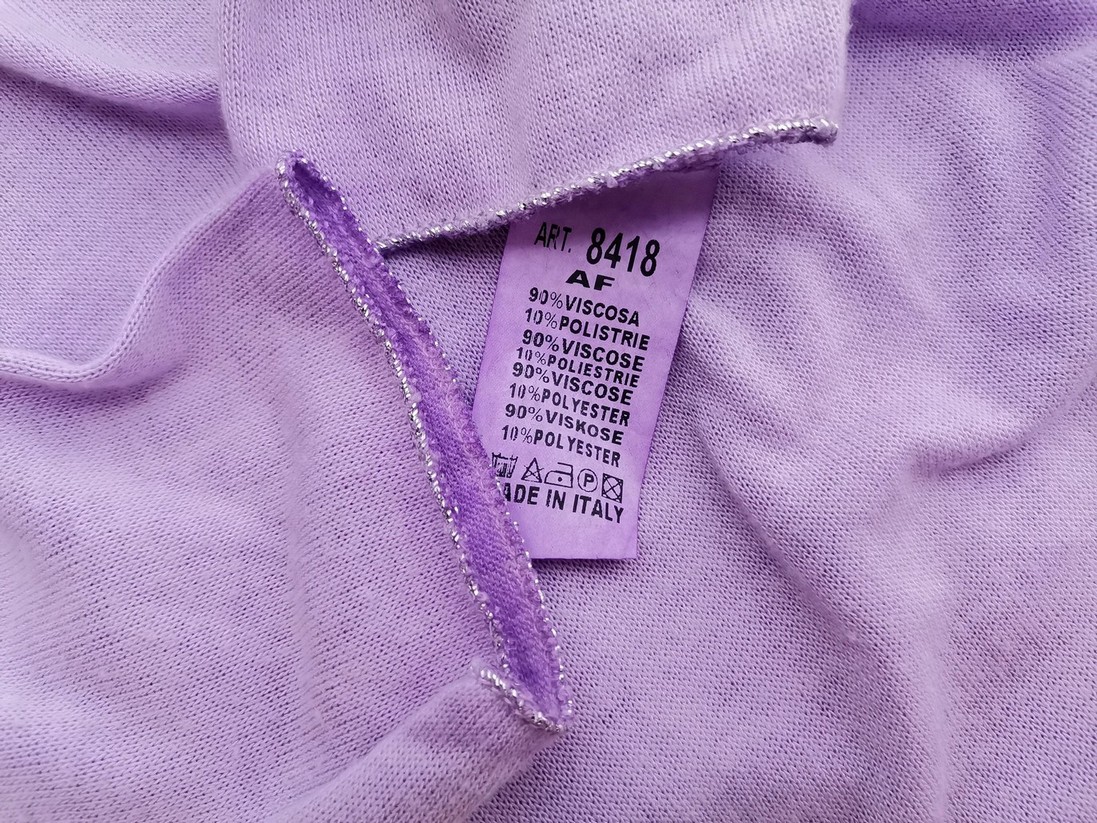 ART. 8418
AF
90%VISCOSA
10%POLISTRIE
90%VISCOSE
10%POLIESTRIE
90%VISCOSE
10%POLYESTER
90%VISKOSE
10%POLYESTER
P
ADE IN ITALY